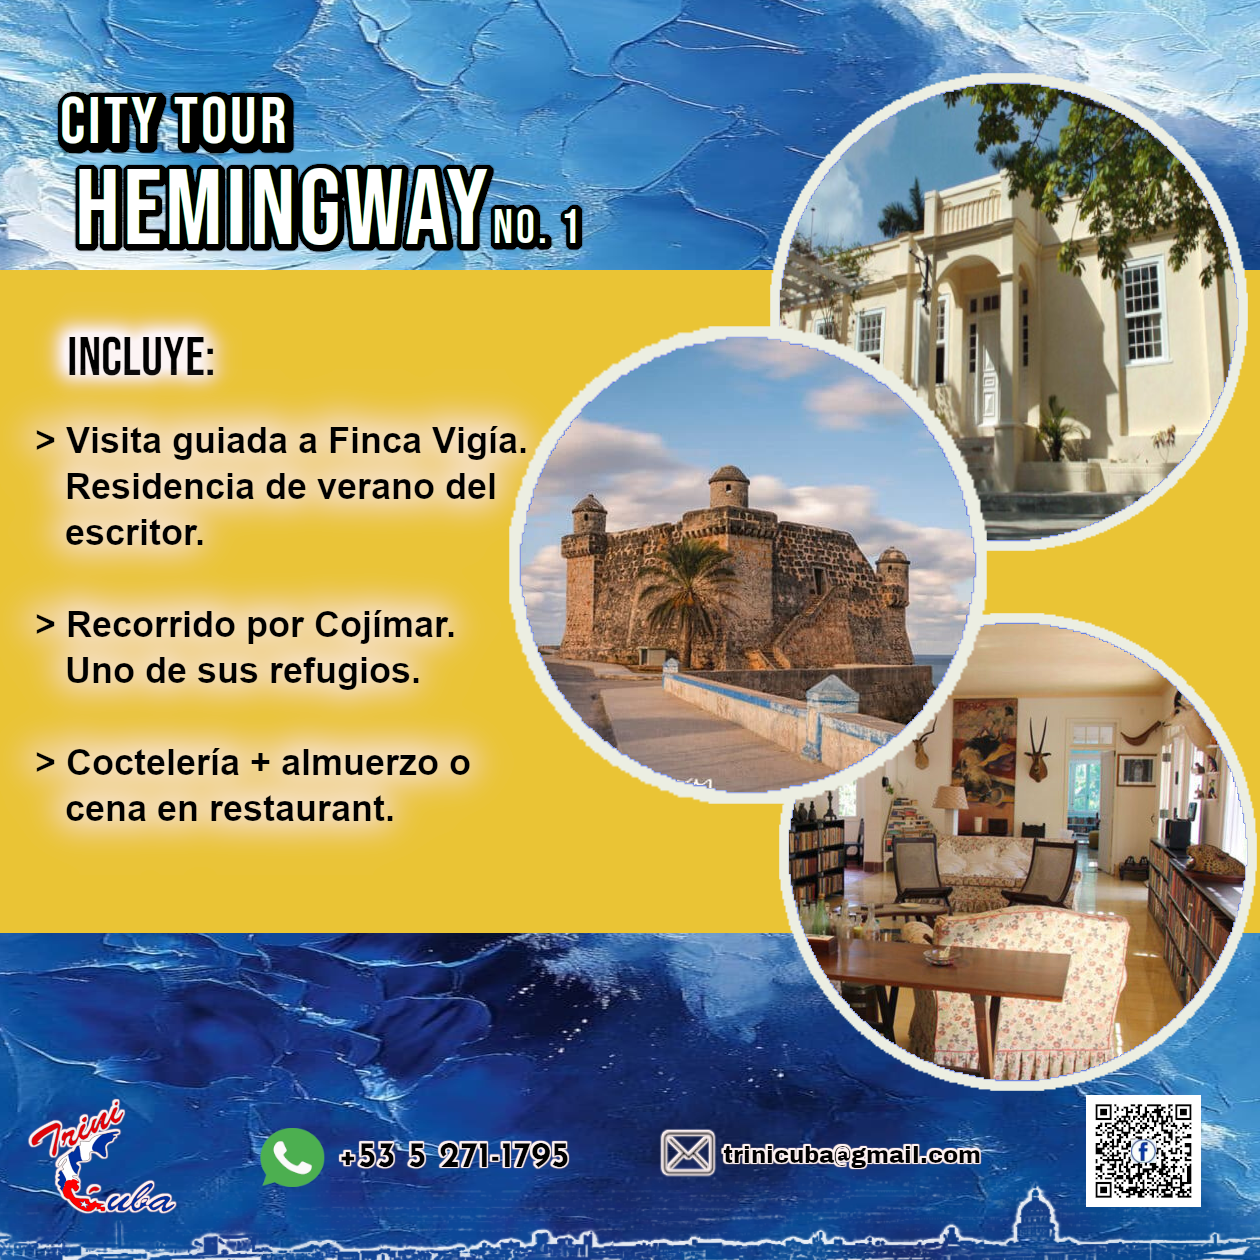 CITY TOUR
HEMINGWAY NO. 1
INCLUYE:
> Visita guiada a Finca Vigía.
Residencia de verano del
escritor.
> Recorrido por Cojímar.
Uno de sus refugios.
> Coctelería + almuerzo o
cena en restaurant.
Trini
Cuba
+53 5 271-1795
trinicuba@gmail.com
f